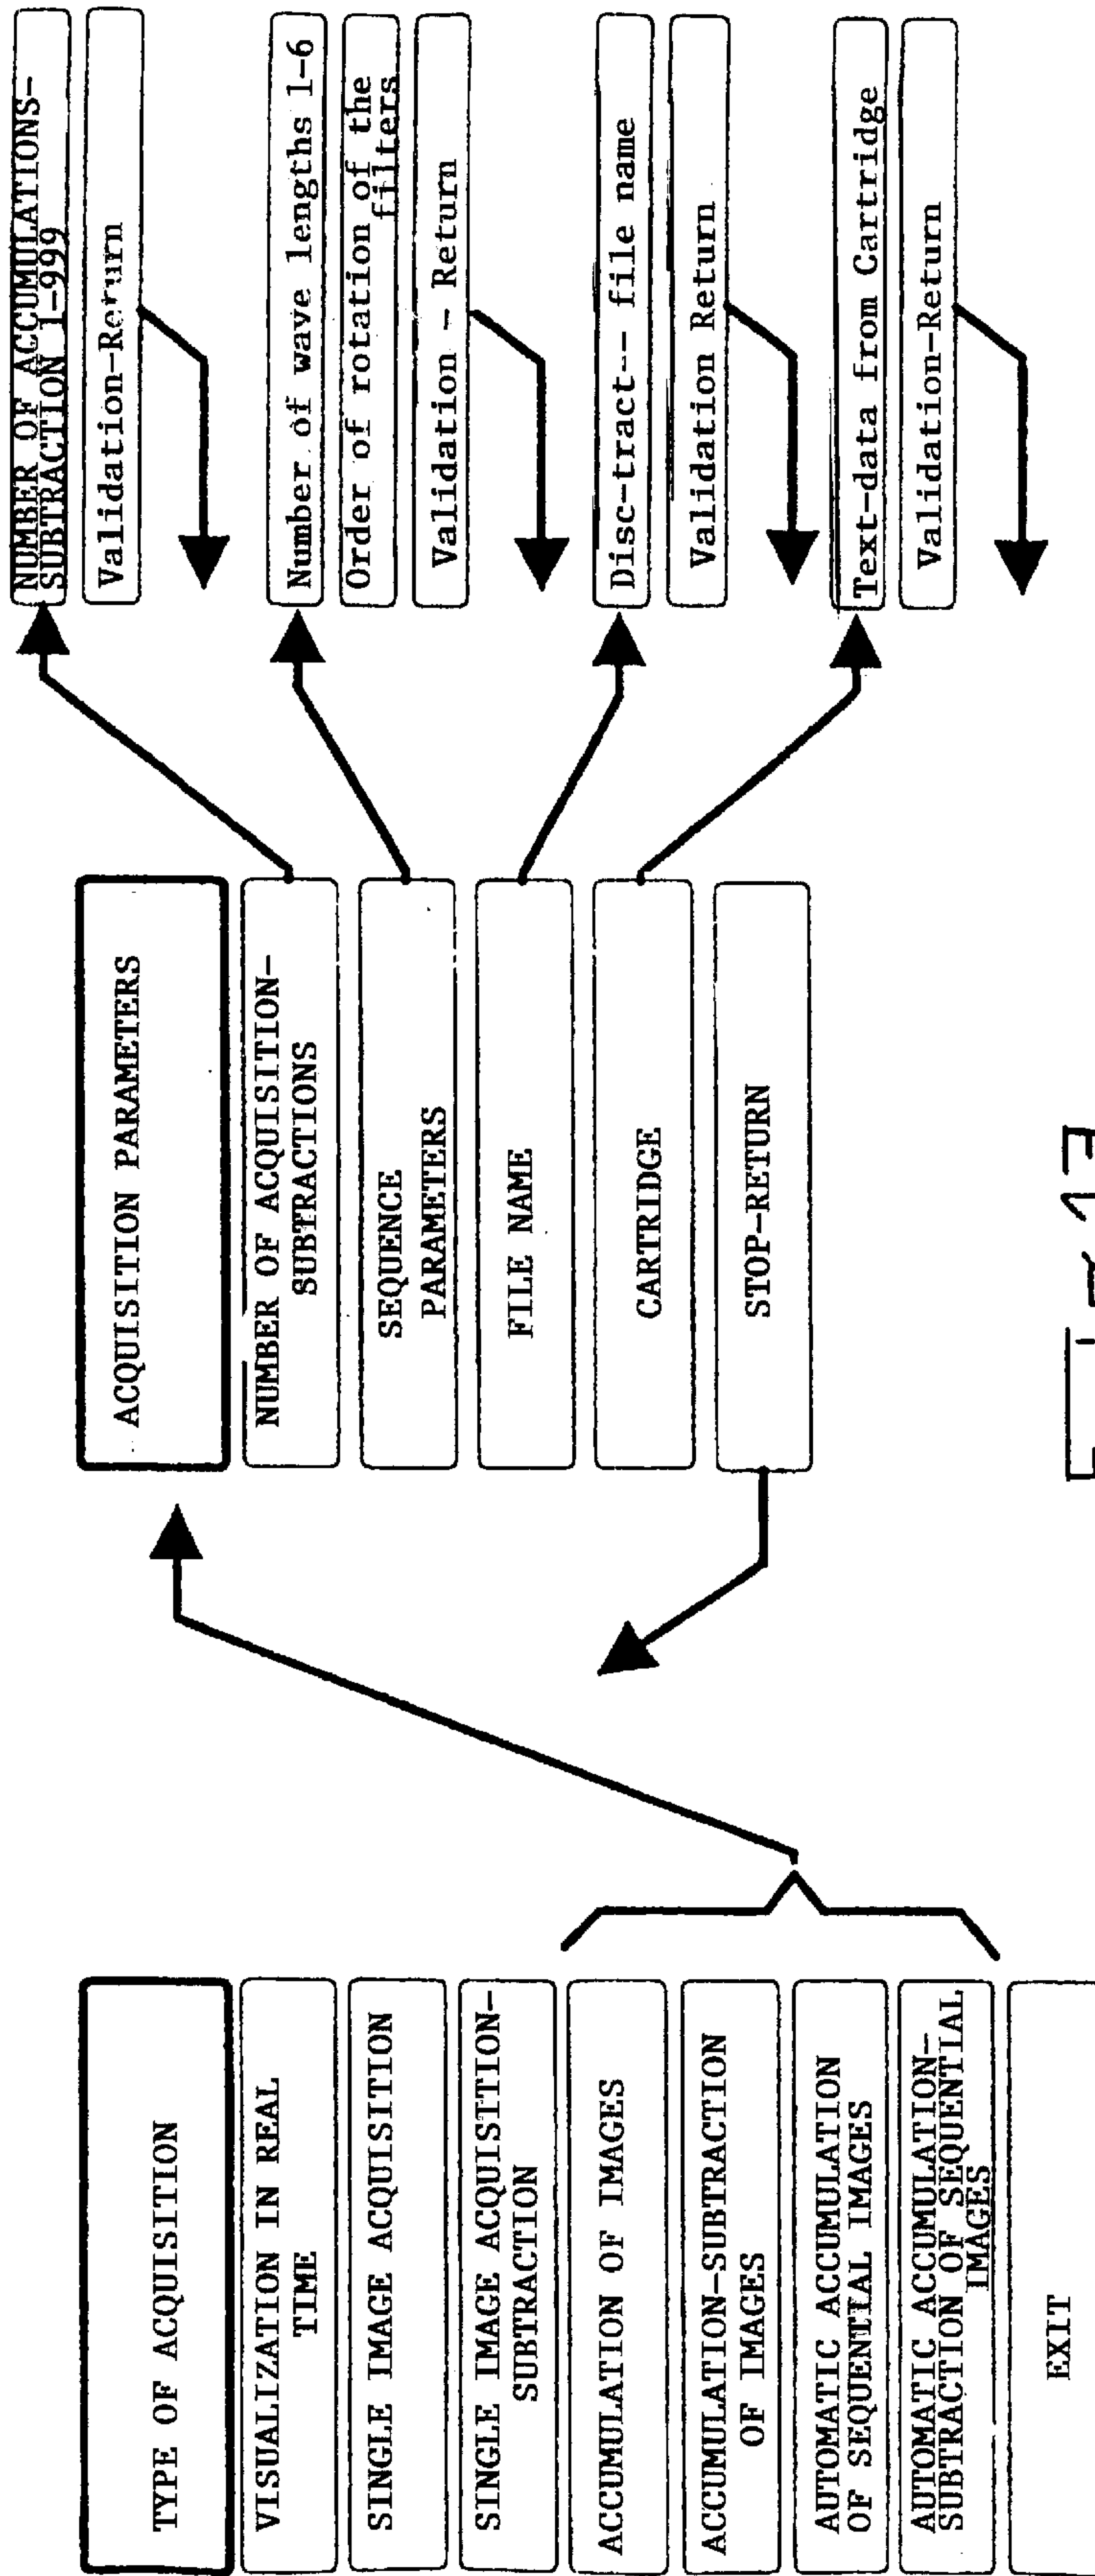 TYPE OF ACQUISITION
VISUALIZATION IN REAL
TIME
SINGLE IMAGE ACQUISITION
SINGLE IMAGE ACQUISITION-
SUBTRACTION
ACCUMULATION OF IMAGES
ACCUMULATION-SUBTRACTION
OF IMAGES
AUTOMATIC ACCUMULATION
OF SEQUENTIAL IMAGES
AUTOMATIC ACCUMULATION-
SUBTRACTION OF SEQUENTIAL
IMAGES
EXIT
ACQUISITION PARAMETERS
NUMBER OF ACQUISITION-
SUBTRACTIONS
SEQUENCE
PARAMETERS
FILE NAME
CARTRIDGE
STOP-RETURN
NUMBER OF ACCUMULATIONS-
SUBTRACTION 1-999
Validation-Return
Number of wave lengths 1-6
Order of rotation of the
filters
Validation - Return
Disc-tract-- file name
Validation Return
Text-data from Cartridge
Validation-Return